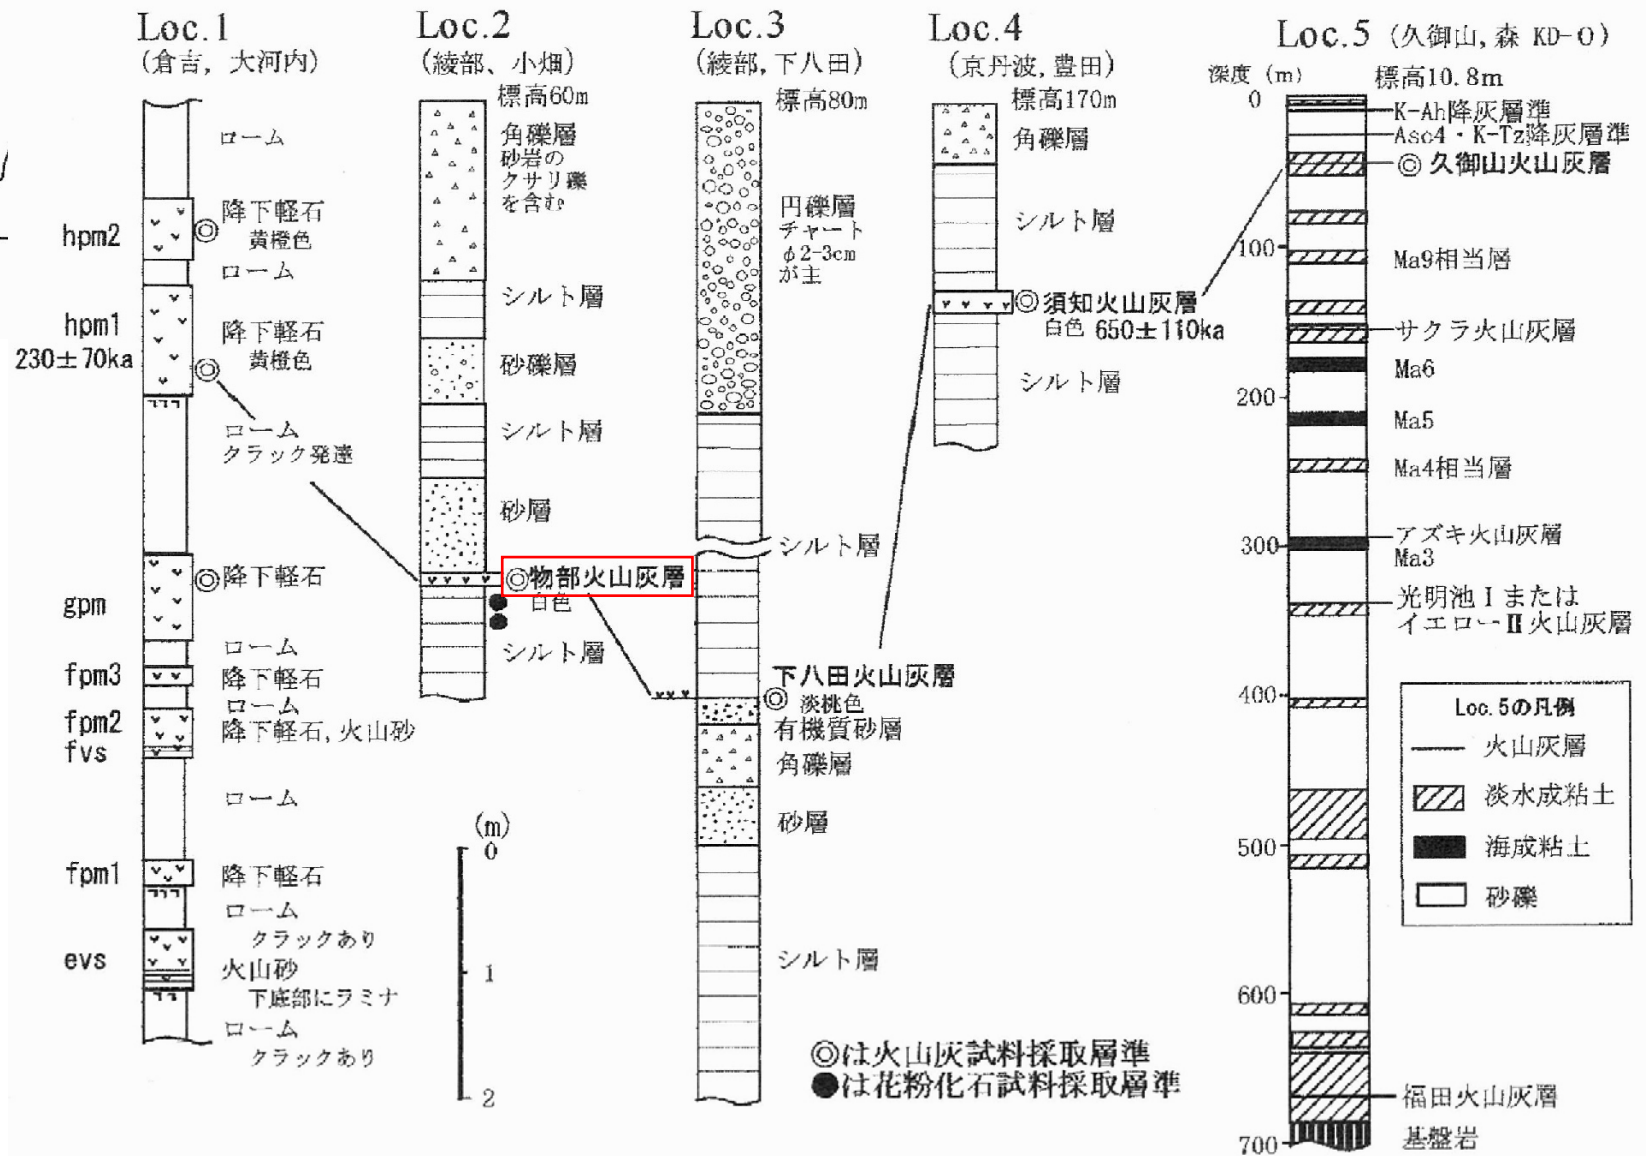 Loc.1
(倉吉, 大河内)
ローム
hpm2
降下軽石
黄橙色
ローム
hpm1
230±70ka
降下軽石
黄橙色
ローム
クラック発達
gpm
降下軽石
ローム
fpm3
降下軽石
ローム
fpm2
降下軽石, 火山砂
fvs
ローム
fpm1
降下軽石
ローム
クラックあり
evs
火山砂
下底部にラミナ
ローム
クラックあり
Loc.2
(綾部、小畑)
標高60m
角礫層
砂岩の
クサリ礫
を含む
シルト層
砂礫層
シルト層
砂層
◎物部火山灰層
白色
シルト層
(m)
0
1
2
Loc.3
(綾部, 下八田)
標高80m
円礫層
チャート
φ2-3cm
が主
シルト層
下八田火山灰層
◎ 淡桃色
有機質砂層
角礫層
砂層
シルト層
Loc.4
(京丹波, 豊田)
標高170m
角礫層
シルト層
◎須知火山灰層
白色 650±110ka
シルト層
◎は火山灰試料採取層準
●は花粉化石試料採取層準
Loc.5 (久御山, 森 KD-O)
深度 (m)
標高10.8m
0
K-Ah降灰層準
Aso4・K-Tz降灰層準
◎ 久御山火山灰層
100
Ma9相当層
サクラ火山灰層
Ma6
200
Ma5
Ma4相当層
300
アズキ火山灰層
Ma3
光明池Ⅰまたは
イエローⅡ火山灰層
400
500
600
福田火山灰層
700
基盤岩
Loc.5の凡例
火山灰層
淡水成粘土
海成粘土
砂礫